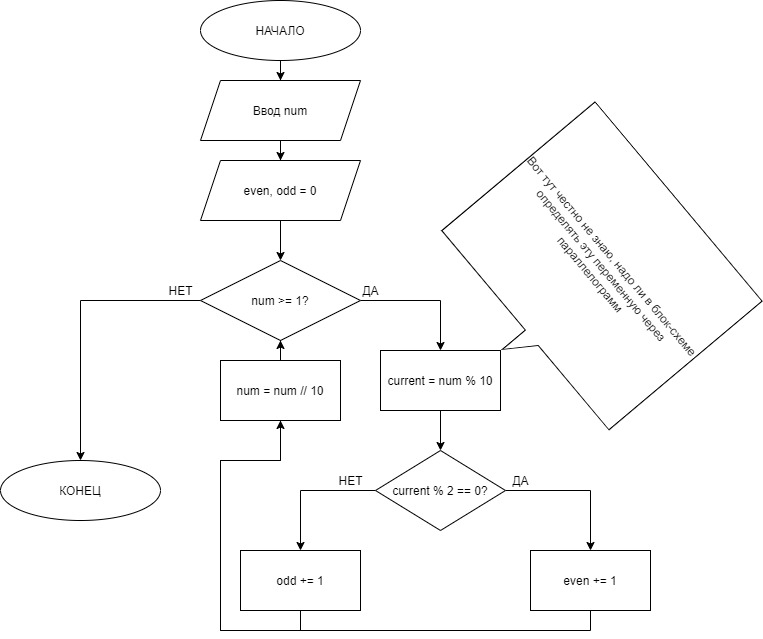 НАЧАЛО
Ввод num
even, odd = 0
num >= 1?
НЕТ
ДА
Вот тут честно не знаю, надо ли в блок-схеме
определять эту переменную через
параллелограмм
num = num // 10
current = num % 10
КОНЕЦ
current % 2 == 0?
НЕТ
ДА
odd += 1
even += 1